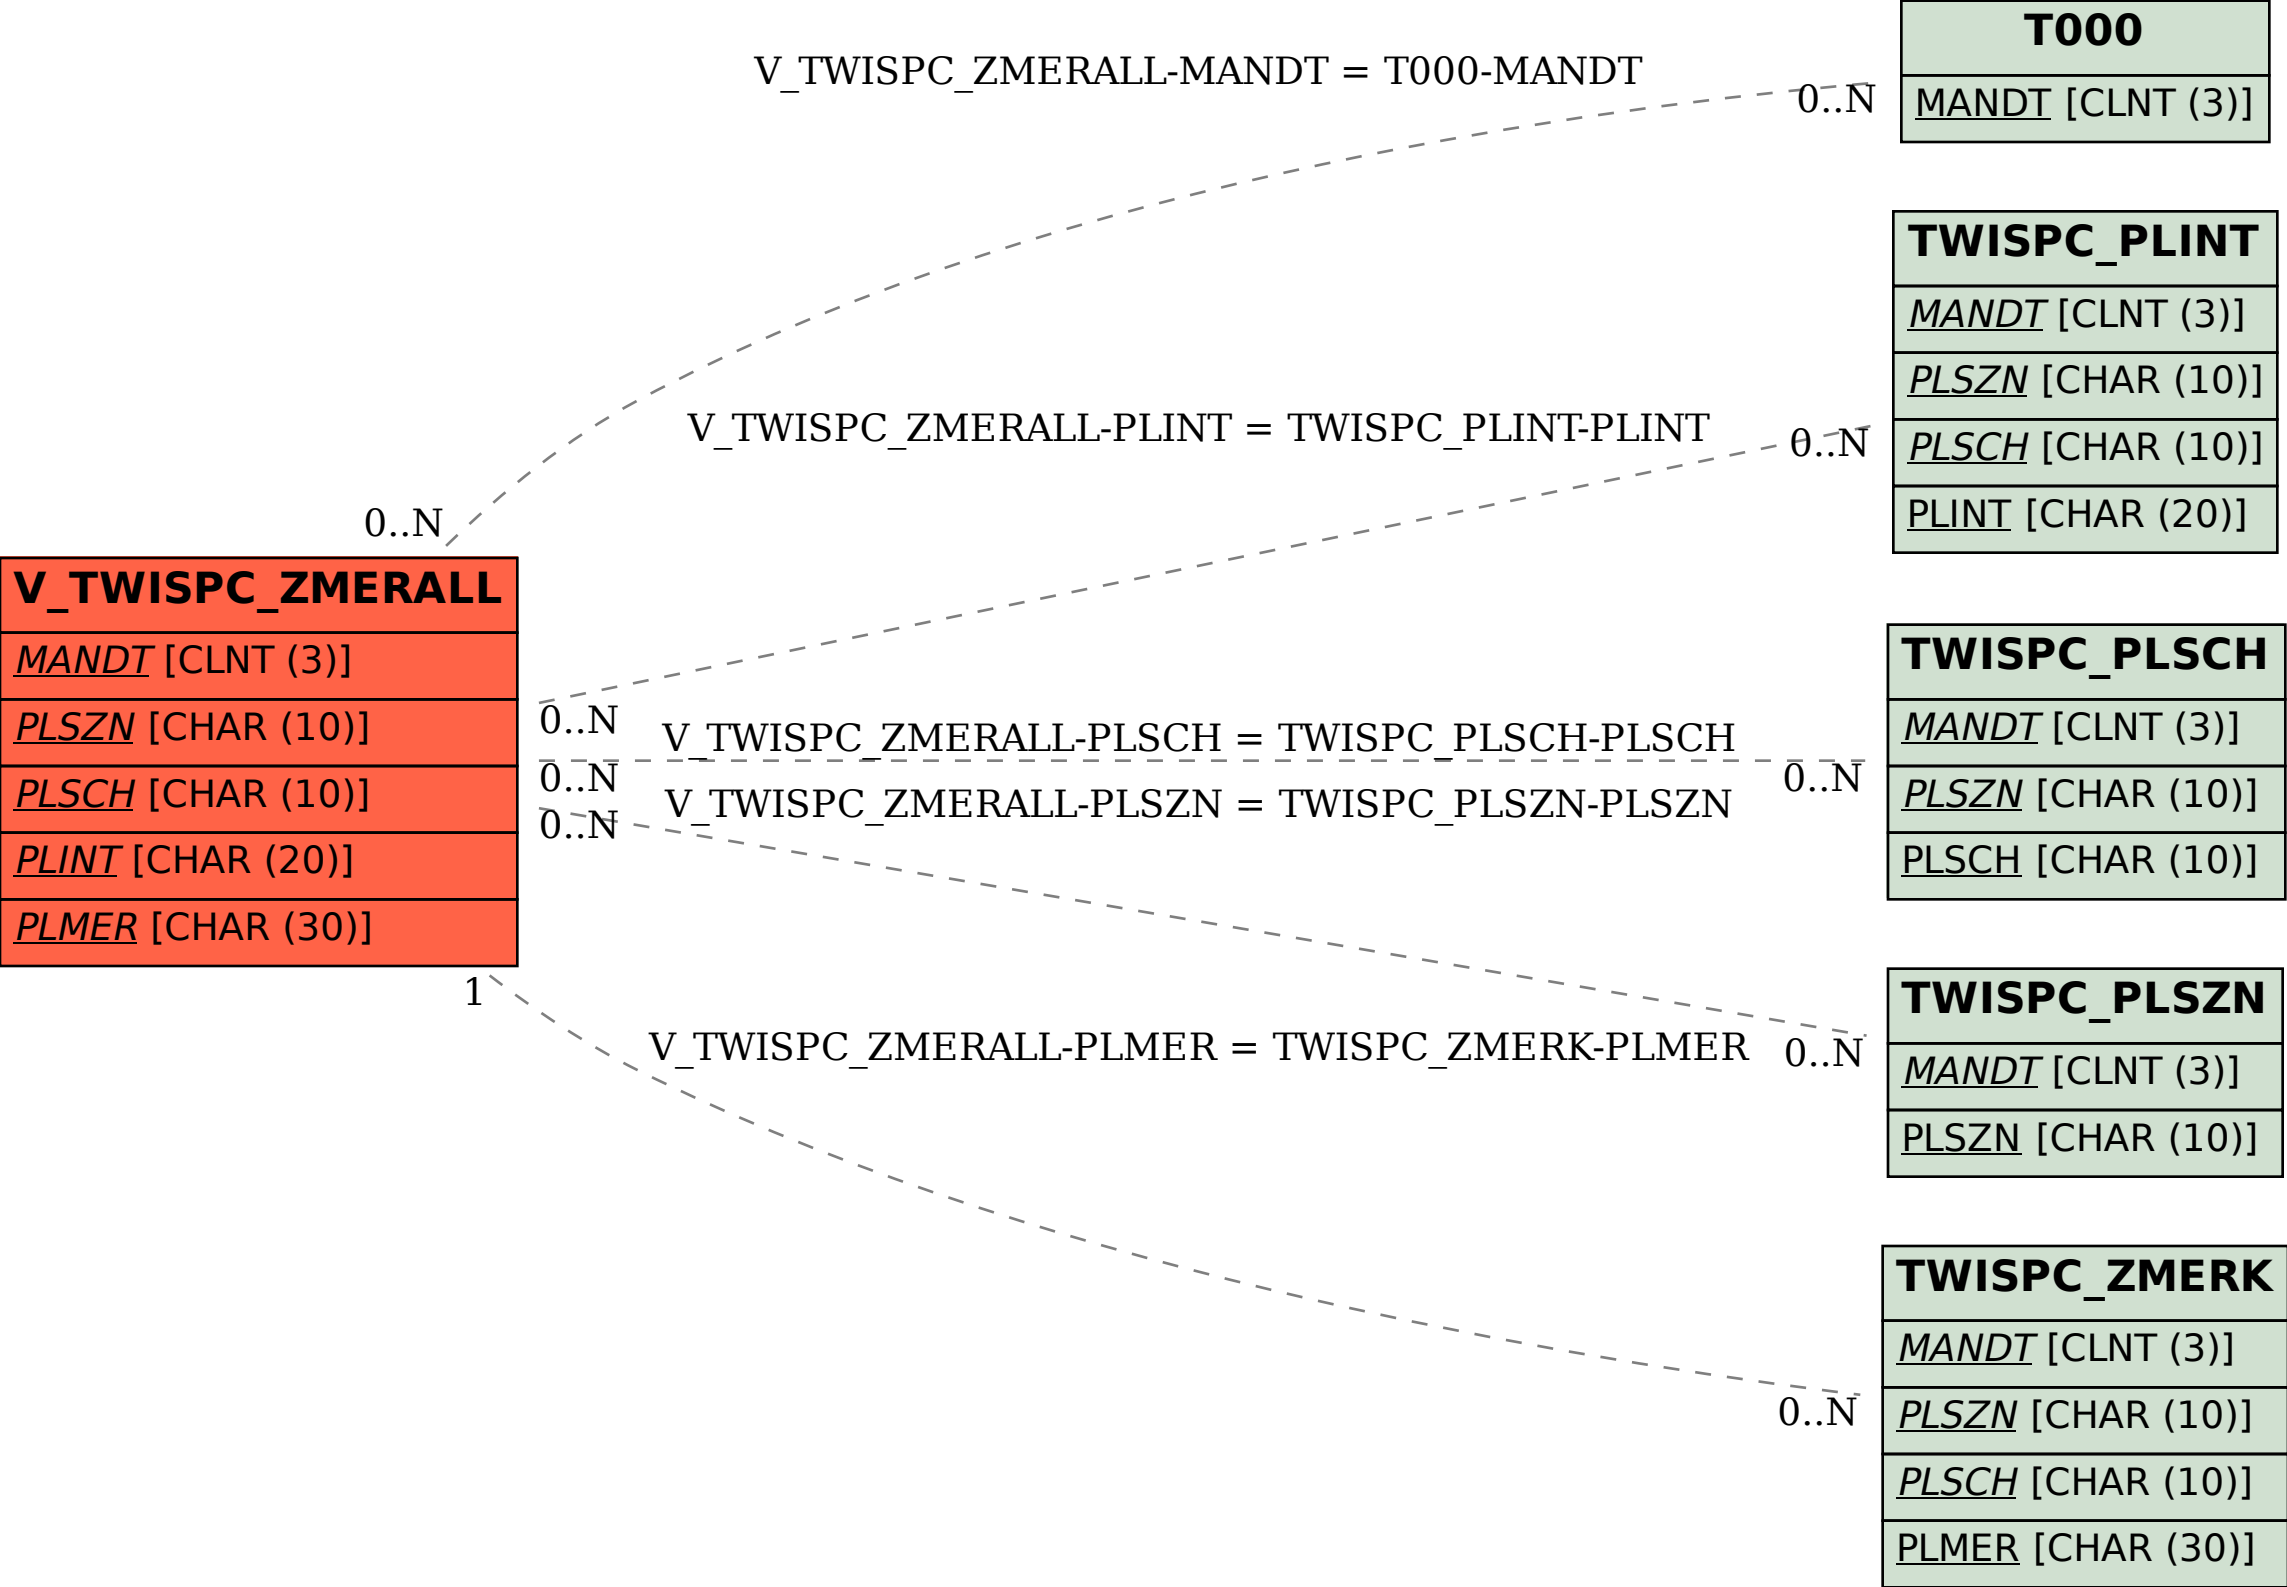 T000
MANDT [CLNT (3)]
V_TWISPC_ZMERALL-MANDT = T000-MANDT
0..N
0..N
TWISPC_PLINT
MANDT [CLNT (3)]
PLSZN [CHAR (10)]
PLSCH [CHAR (10)]
PLINT [CHAR (20)]
V_TWISPC_ZMERALL-PLINT = TWISPC_PLINT-PLINT
0..N
0..N
V_TWISPC_ZMERALL
MANDT [CLNT (3)]
PLSZN [CHAR (10)]
PLSCH [CHAR (10)]
PLINT [CHAR (20)]
PLMER [CHAR (30)]
V_TWISPC_ZMERALL-PLSCH = TWISPC_PLSCH-PLSCH
0..N
0..N
TWISPC_PLSCH
MANDT [CLNT (3)]
PLSZN [CHAR (10)]
PLSCH [CHAR (10)]
V_TWISPC_ZMERALL-PLSZN = TWISPC_PLSZN-PLSZN
0..N
0..N
TWISPC_PLSZN
MANDT [CLNT (3)]
PLSZN [CHAR (10)]
1
V_TWISPC_ZMERALL-PLMER = TWISPC_ZMERK-PLMER
0..N
TWISPC_ZMERK
MANDT [CLNT (3)]
PLSZN [CHAR (10)]
PLSCH [CHAR (10)]
PLMER [CHAR (30)]